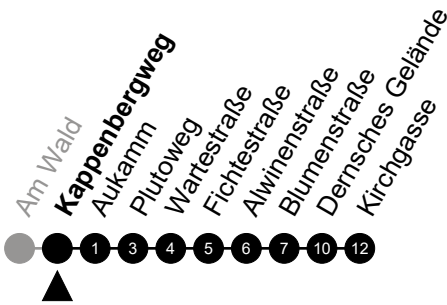 Am Wald
Kappenbergweg
Aukamm
Plutoweg
Wartestraße
Fichtestraße
Alwinenstraße
Blumenstraße
Dernsches Gelände
Kirchgasse
1 3 4 5 6 7 10 12